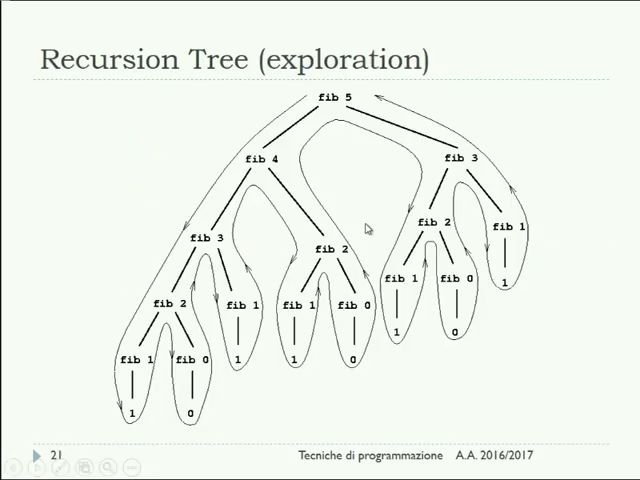 Recursion Tree (exploration)
fib 5
fib 4
fib 3
fib 3
fib 2
fib 2
fib 1
fib 2
fib 1
fib 1
fib 0
fib 1
fib 0
1
fib 1
fib 0
1
1
0
1
0
1
0
21
Tecniche di programmazione A.A. 2016/2017